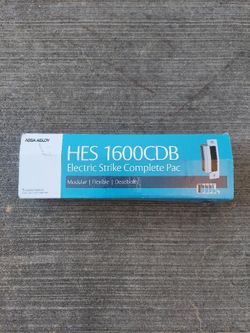 ASSA ABLOY
HES 1600CDB
Electric Strike Complete Pac
Modular | Flexible | Deadbolt